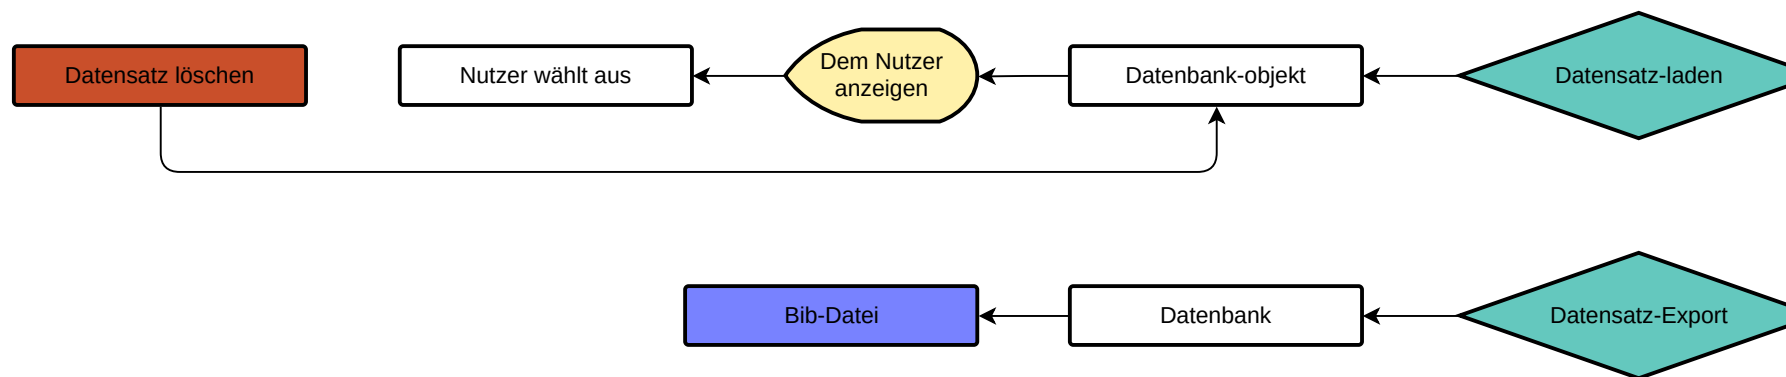 Datensatz löschen
Nutzer wählt aus
Dem Nutzer
anzeigen
Datenbank-objekt
Datensatz-laden
Bib-Datei
Datenbank
Datensatz-Export